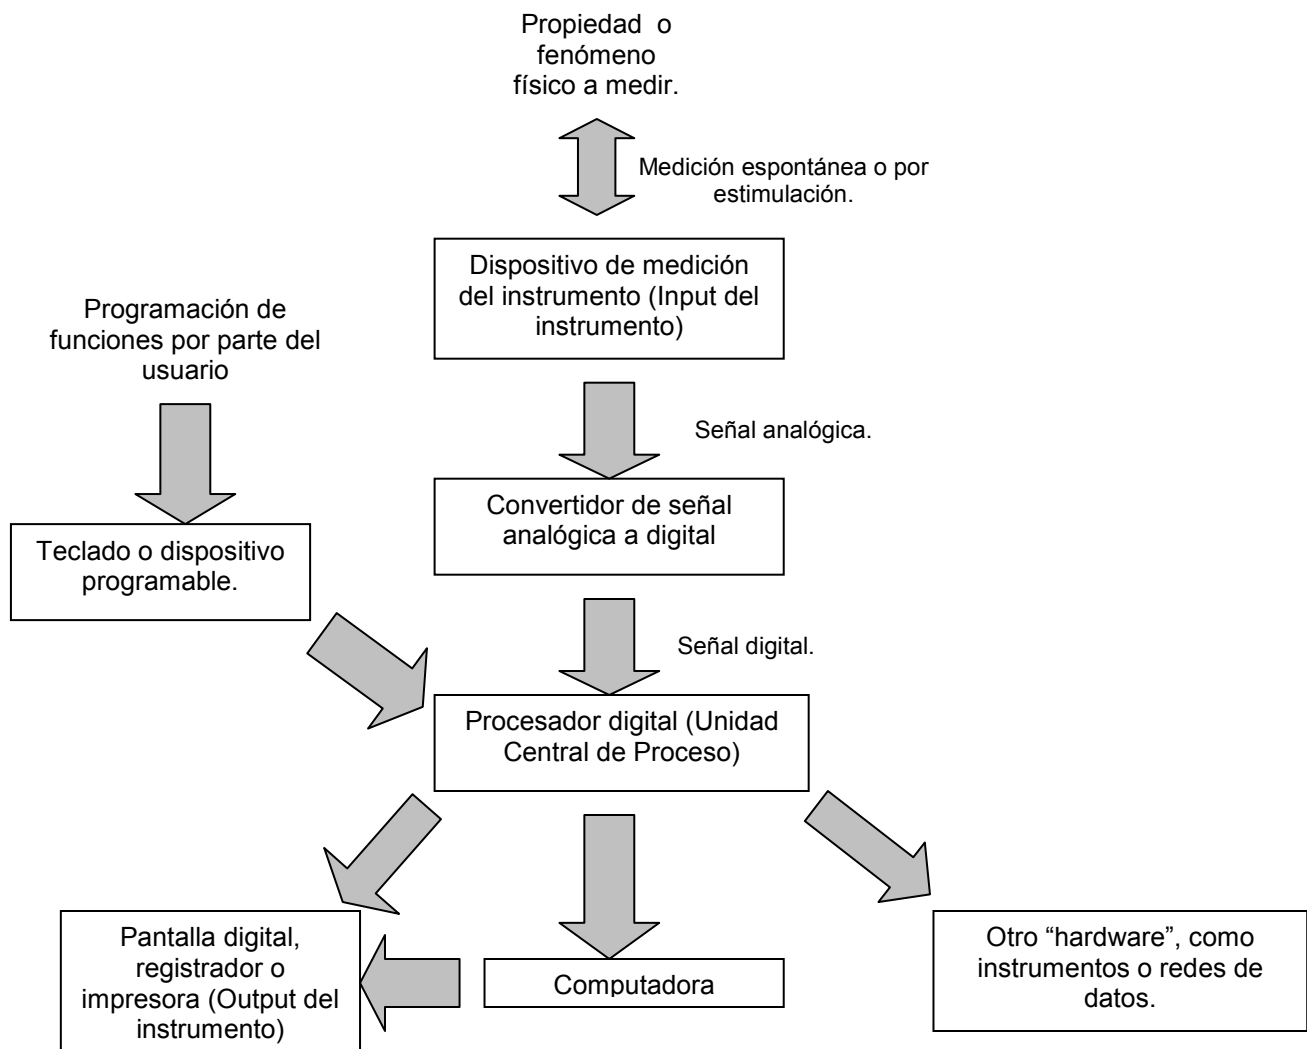 Propiedad o
fenómeno
físico a medir.
Medición espontánea o por
estimulación.
Dispositivo de medición
del instrumento (Input del
instrumento)
Programación de
funciones por parte del
usuario
Señal analógica.
Convertidor de señal
analógica a digital
Teclado o dispositivo
programable.
Señal digital.
Procesador digital (Unidad
Central de Proceso)
Pantalla digital,
registrador o
impresora (Output del
instrumento)
Computadora
Otro “hardware”, como
instrumentos o redes de
datos.